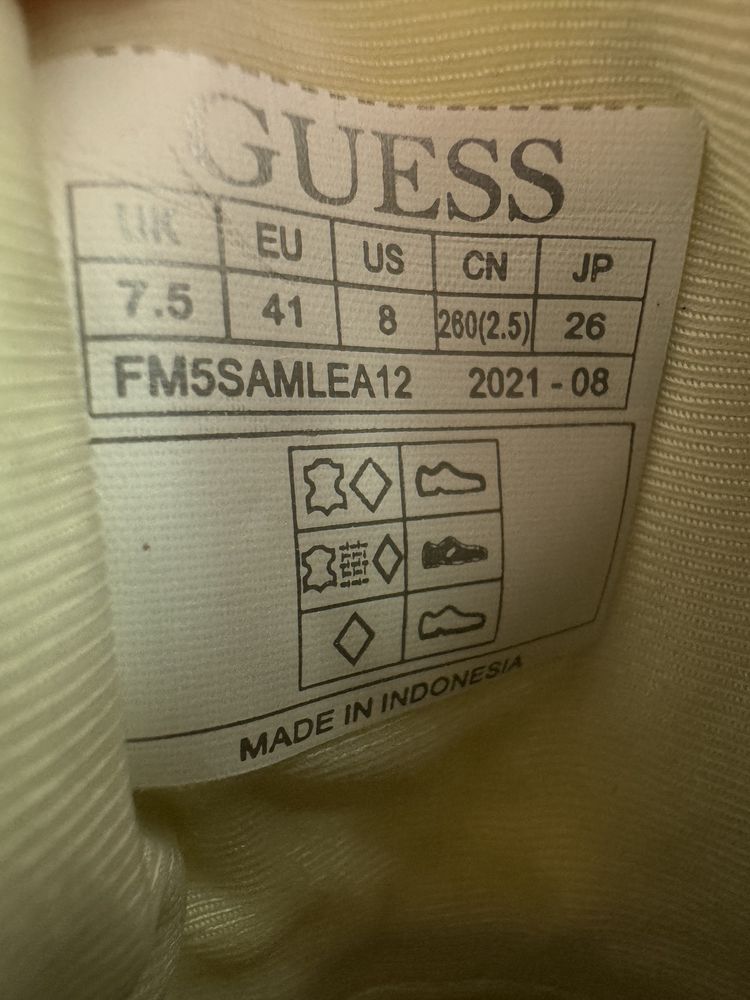 GUESS
UK EU US CN JP
7.5 41 8 260(2.5) 26
FM5SAMLEA12 2021 - 08
MADE IN INDONESIA